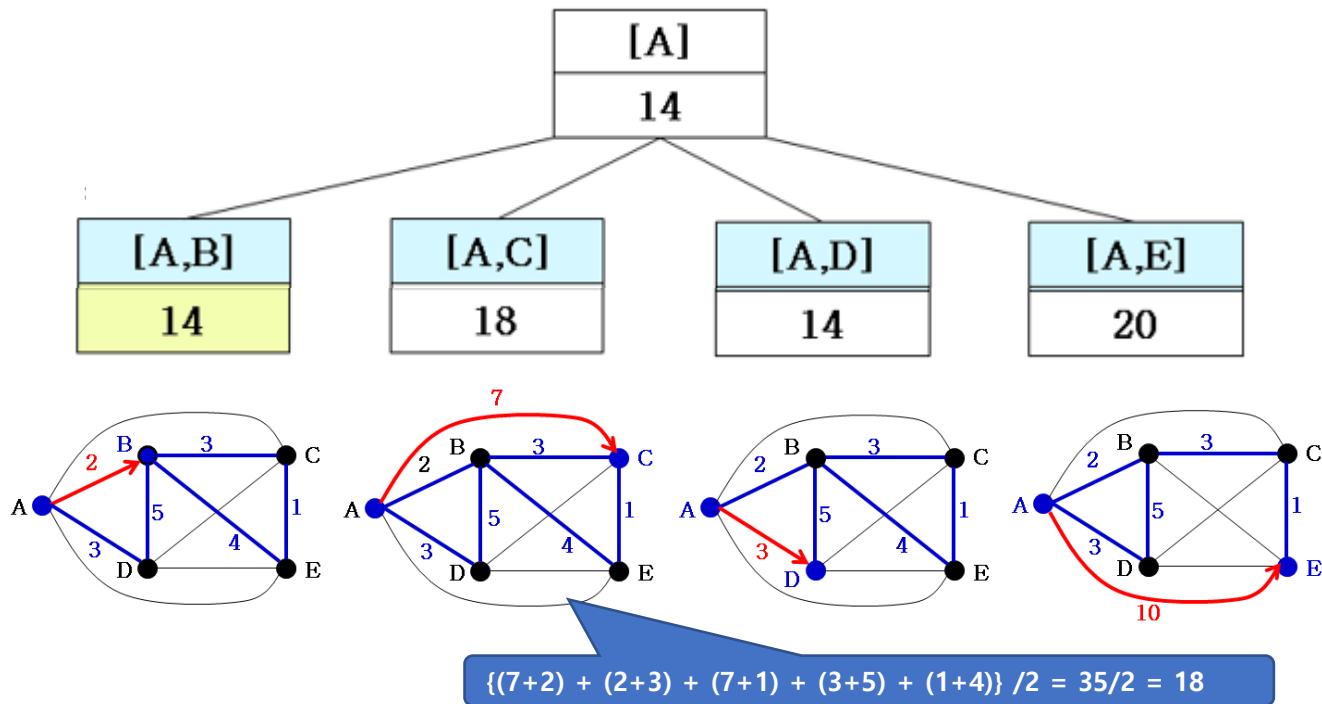 [A]
14
[A,B]
14
[A,C]
18
[A,D]
14
[A,E]
20
A
B
C
D
E
2
3
5
3
4
1
A
B
C
D
E
7
2
3
5
3
4
1
A
B
C
D
E
2
3
5
3
4
1
A
B
C
D
E
2
3
5
3
1
10
{(7+2) + (2+3) + (7+1) + (3+5) + (1+4)} /2 = 35/2 = 18